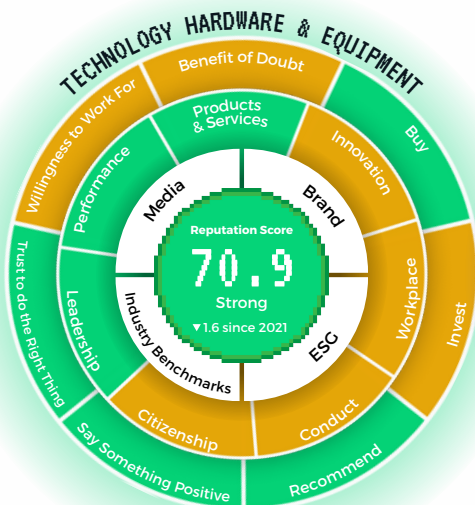 TECHNOLOGY HARDWARE & EQUIPMENT
Benefit of Doubt
Buy
Invest
Recommend
Say Something Positive
Trust to do the Right Thing
Willingness to Work For
Products
& Services
Innovation
Workplace
Conduct
Citizenship
Leadership
Performance
Media
Brand
ESG
Industry Benchmarks
Reputation Score
70.9
Strong
▼1.6 since 2021